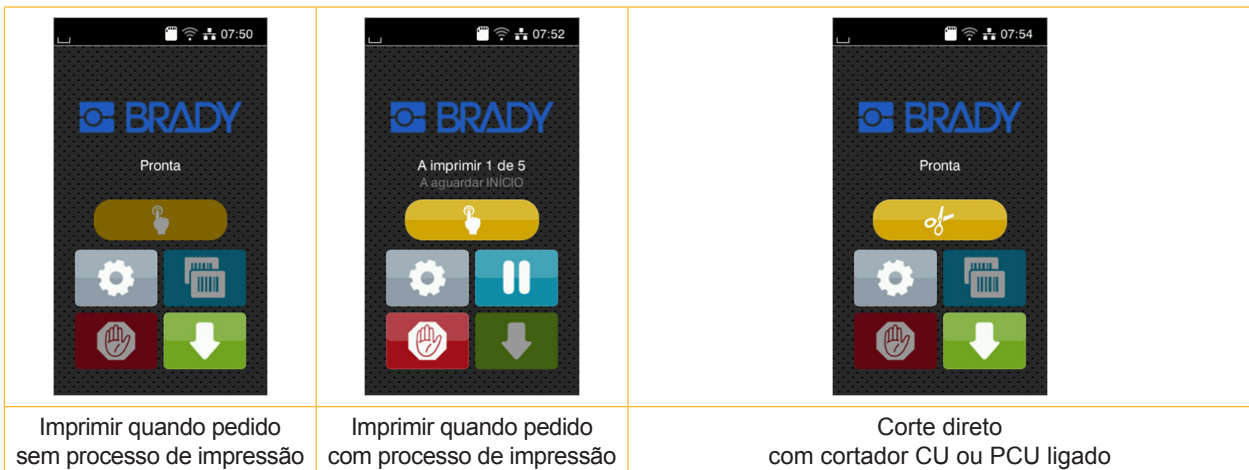 07:50
BRADY
Pronta
07:52
BRADY
A imprimir 1 de 5
A aguardar INÍCIO
07:54
BRADY
Pronta
Imprimir quando pedido
sem processo de impressão
Imprimir quando pedido
com processo de impressão
Corte direto
com cortador CU ou PCU ligado